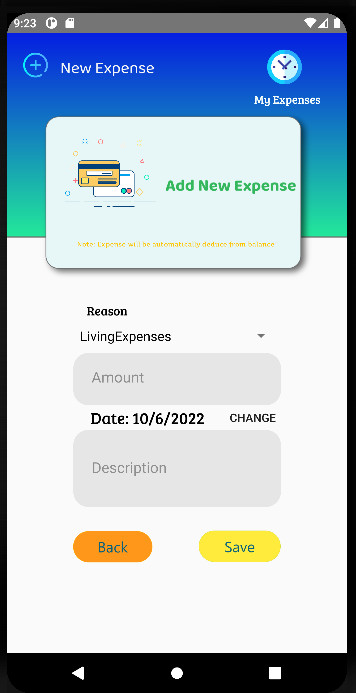 9:23
New Expense
My Expenses
Add New Expense
Note: Expense will be automatically deduce from balance
Reason
LivingExpenses
Amount
Date: 10/6/2022 CHANGE
Description
Back Save